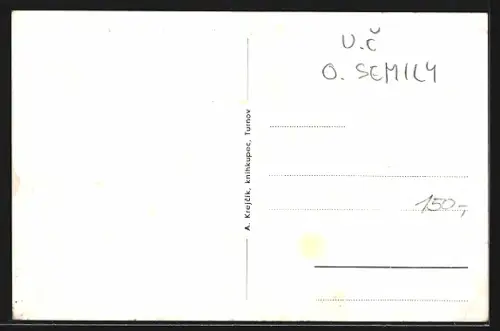 V.Č
O. SEMILY
A. Krejčík, knihkupec, Turnov
150,-